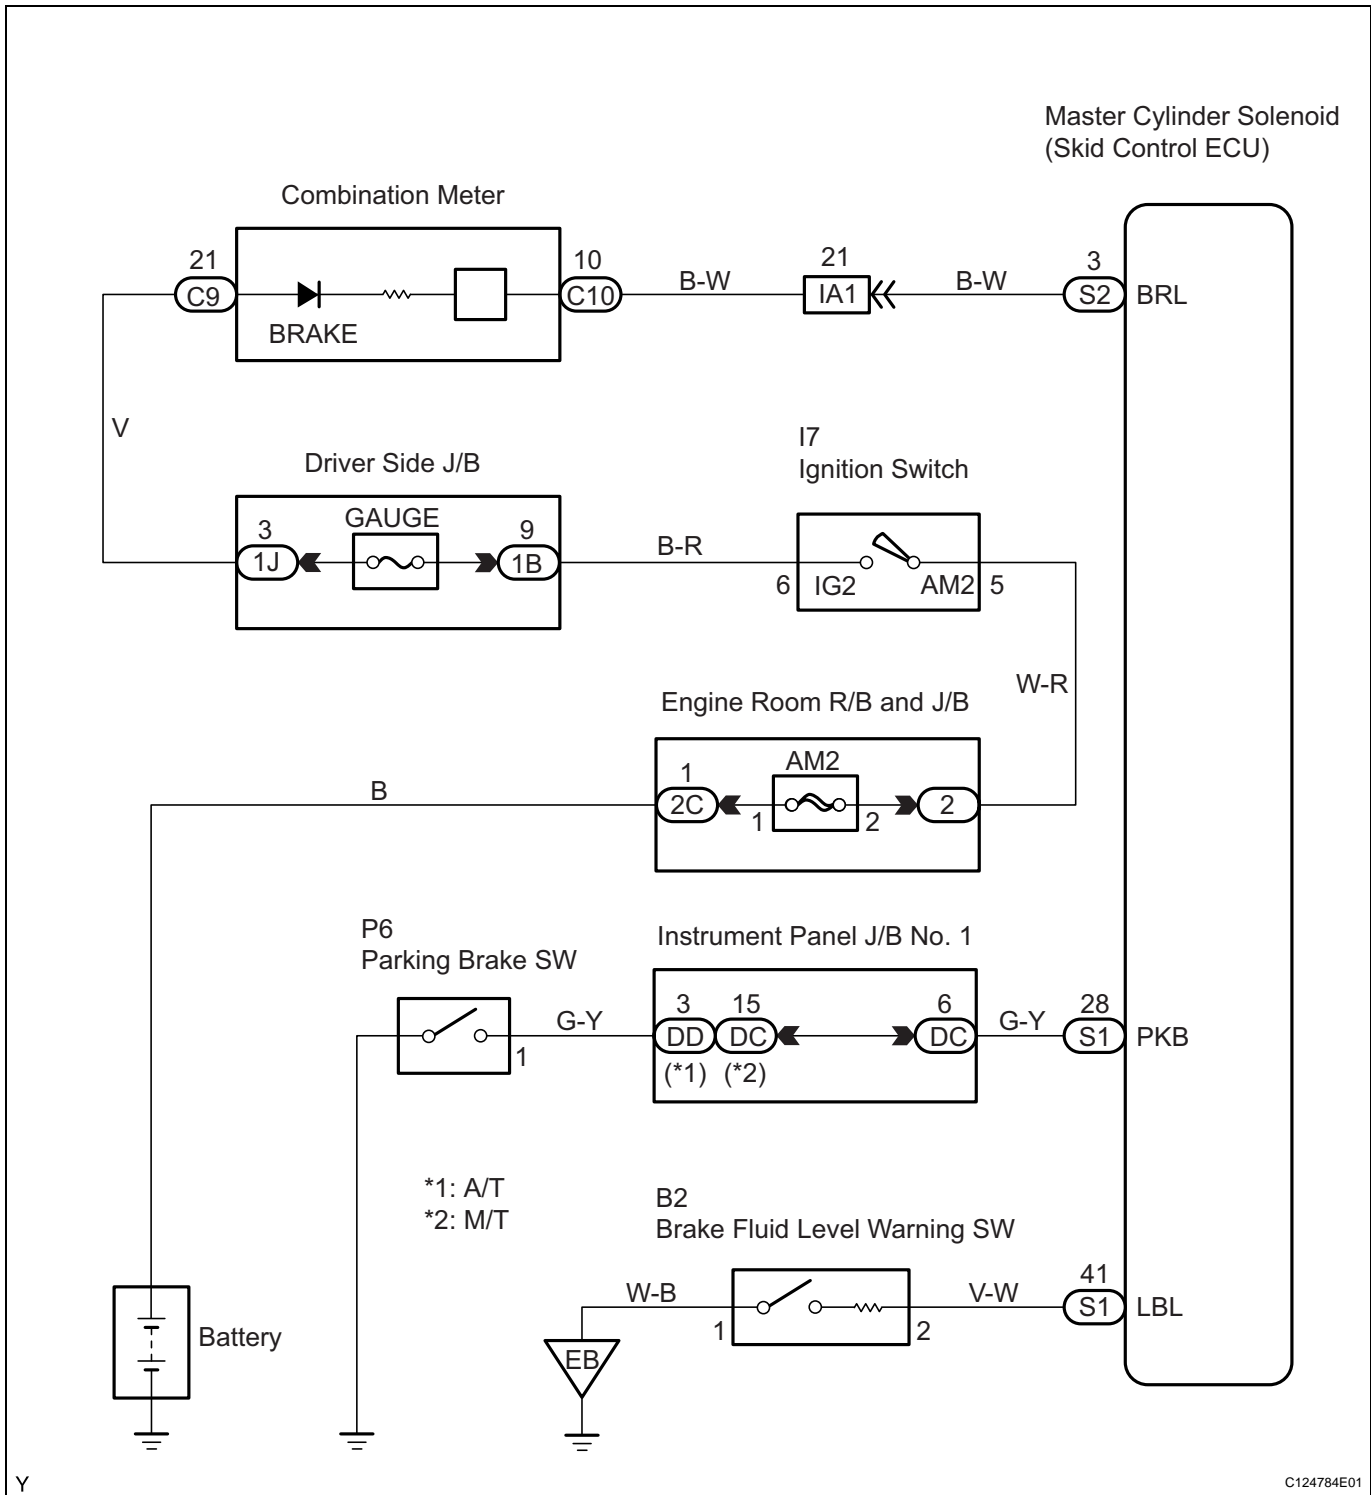 Master Cylinder Solenoid
(Skid Control ECU)
Combination Meter
21
C9
BRAKE
10
C10
B-W
21
IA1
B-W
3
S2
BRL
V
Driver Side J/B
3
1J
GAUGE
9
1B
B-R
I7
Ignition Switch
6
IG2
AM2
5
W-R
Engine Room R/B and J/B
B
1
2C
AM2
1
2
2
P6
Parking Brake SW
1
G-Y
Instrument Panel J/B No. 1
3
DD
(*1)
15
DC
(*2)
6
DC
G-Y
28
S1
PKB
*1: A/T
*2: M/T
B2
Brake Fluid Level Warning SW
W-B
1
2
V-W
41
S1
LBL
EB
Battery
Y
C124784E01